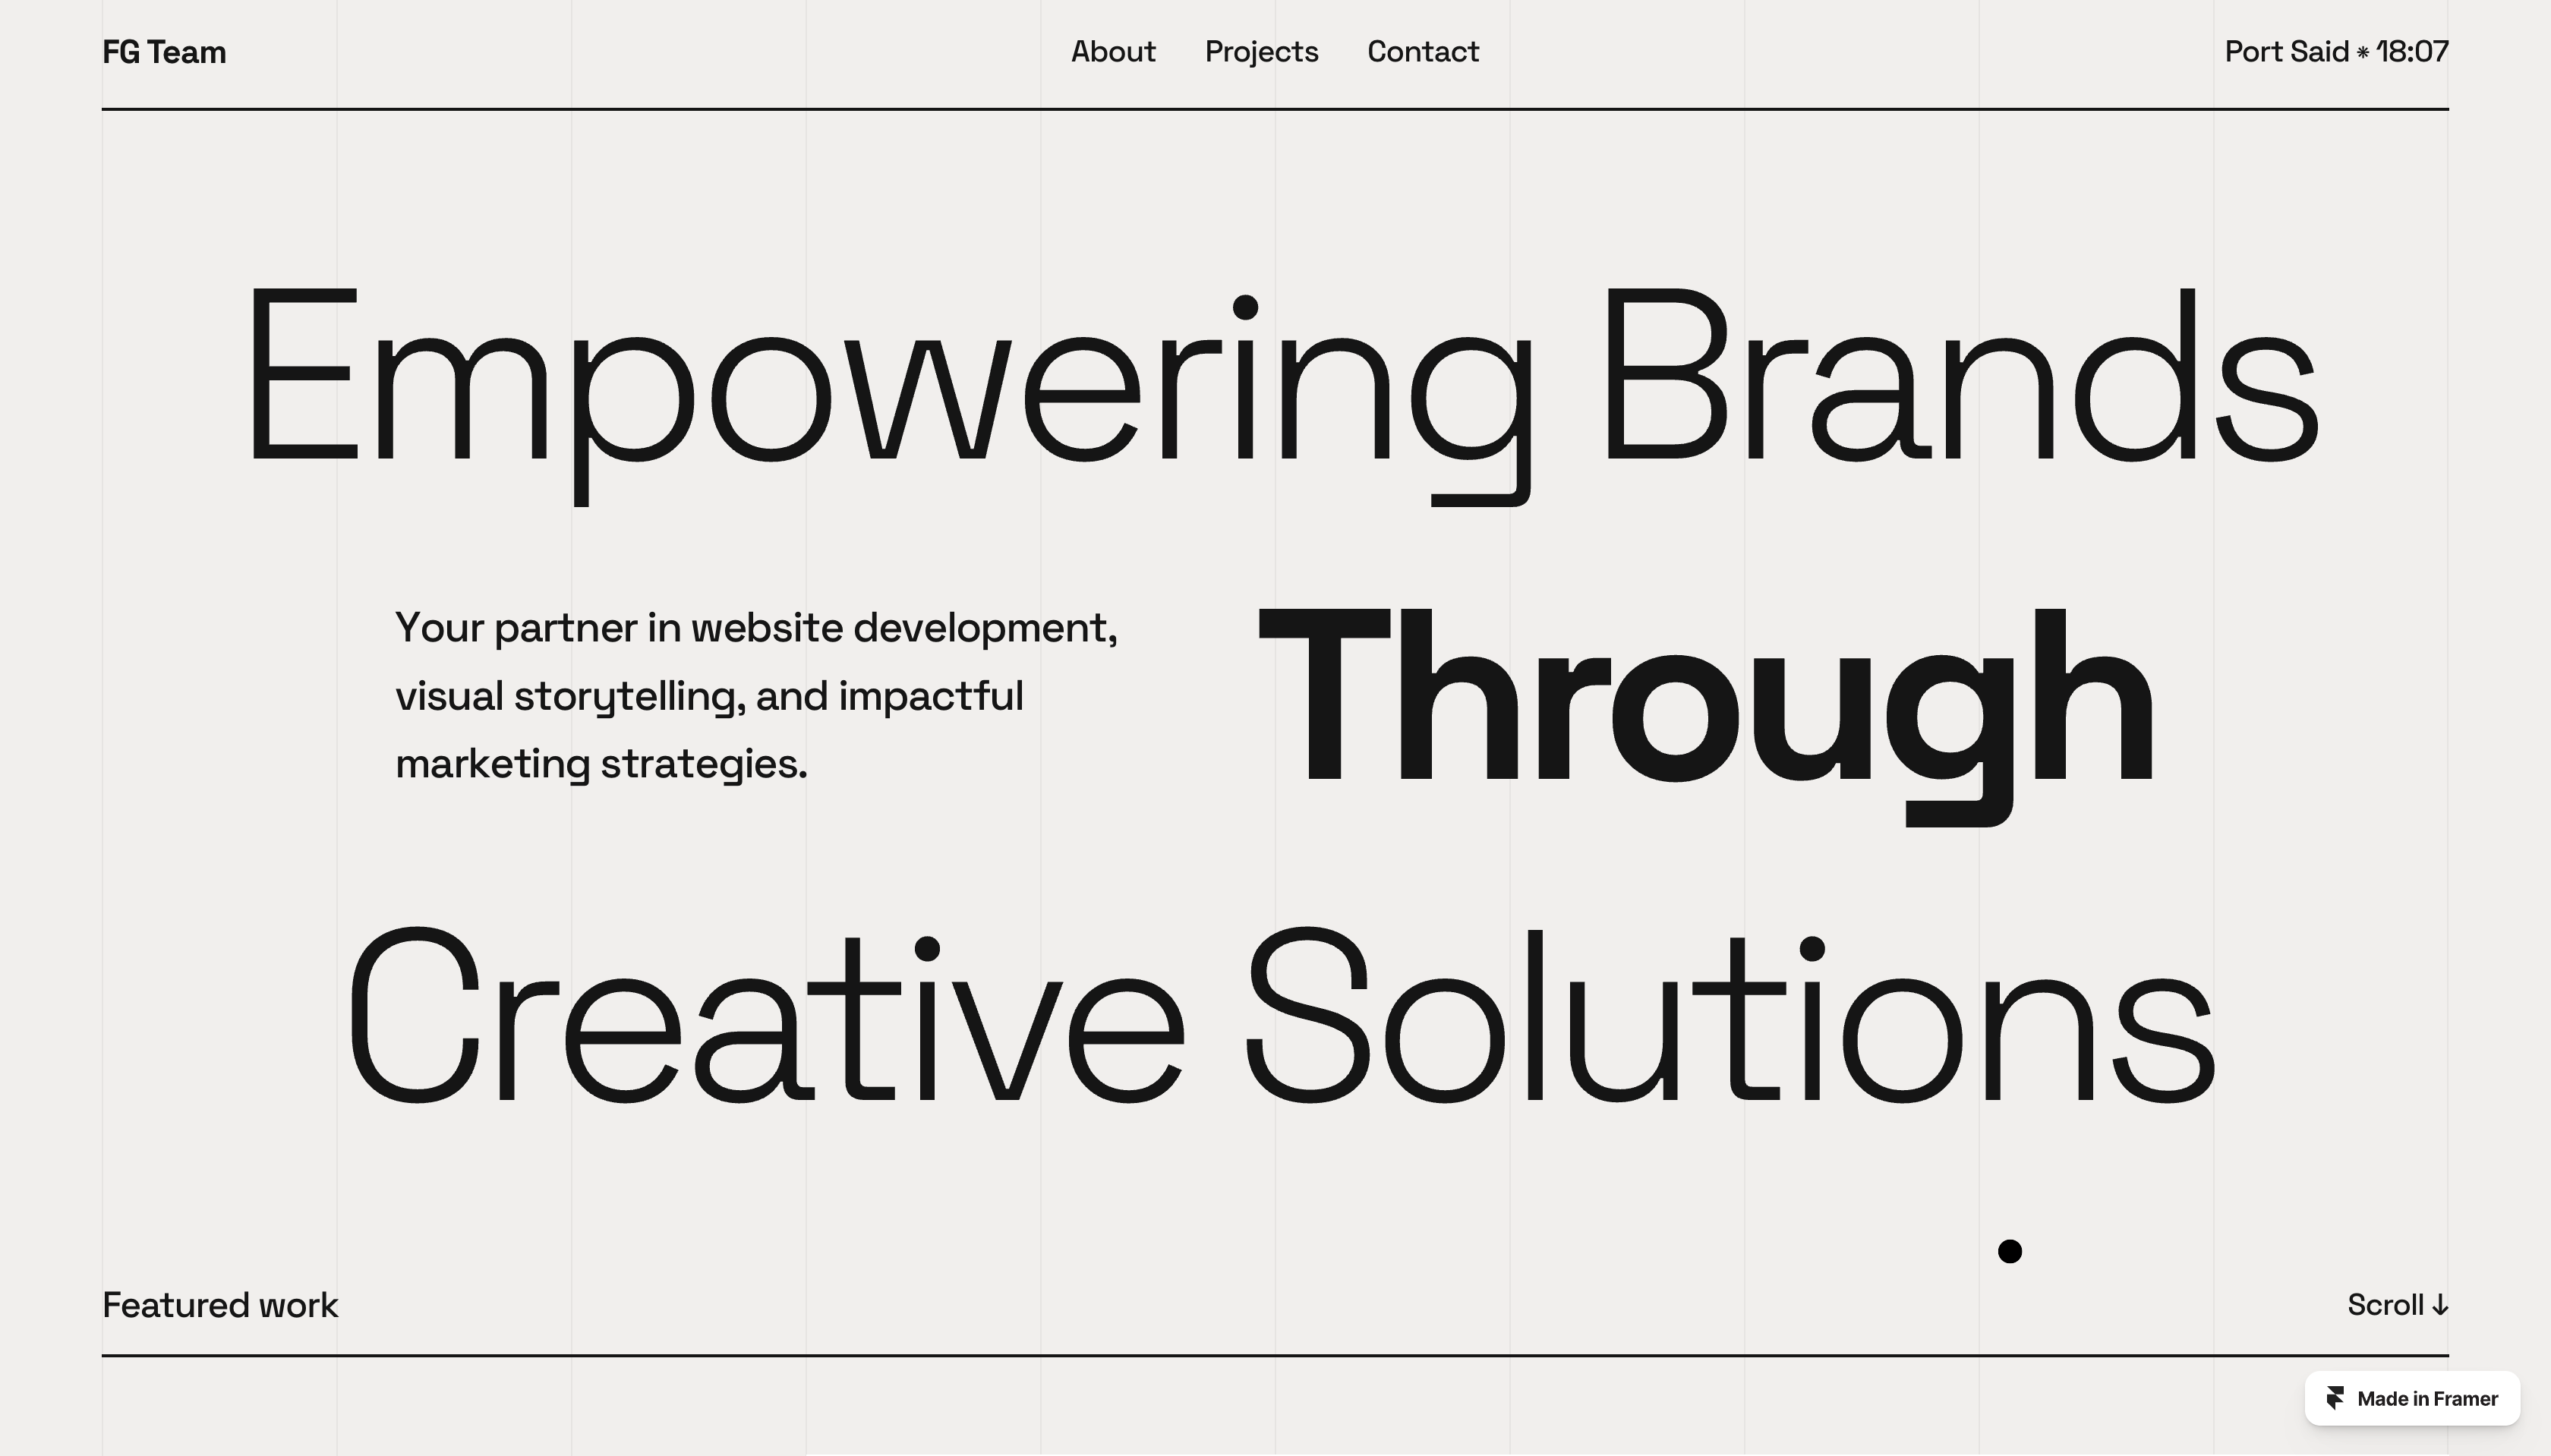 FG Team
About Projects Contact
Port Said ⁕ 18:07
Empowering Brands
Your partner in website development,
visual storytelling, and impactful
marketing strategies.
Through
Creative Solutions
Featured work
Scroll ↓
Made in Framer